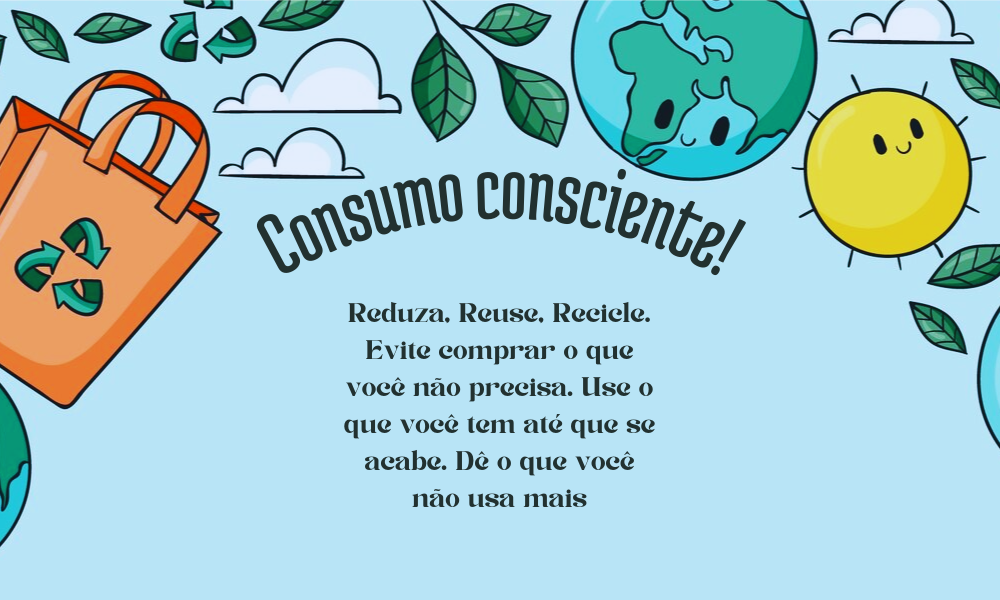 Consumo consciente!
Reduza, Reuse, Recicle.
Evite comprar o que
você não precisa. Use o
que você tem até que se
acabe. Dê o que você
não usa mais